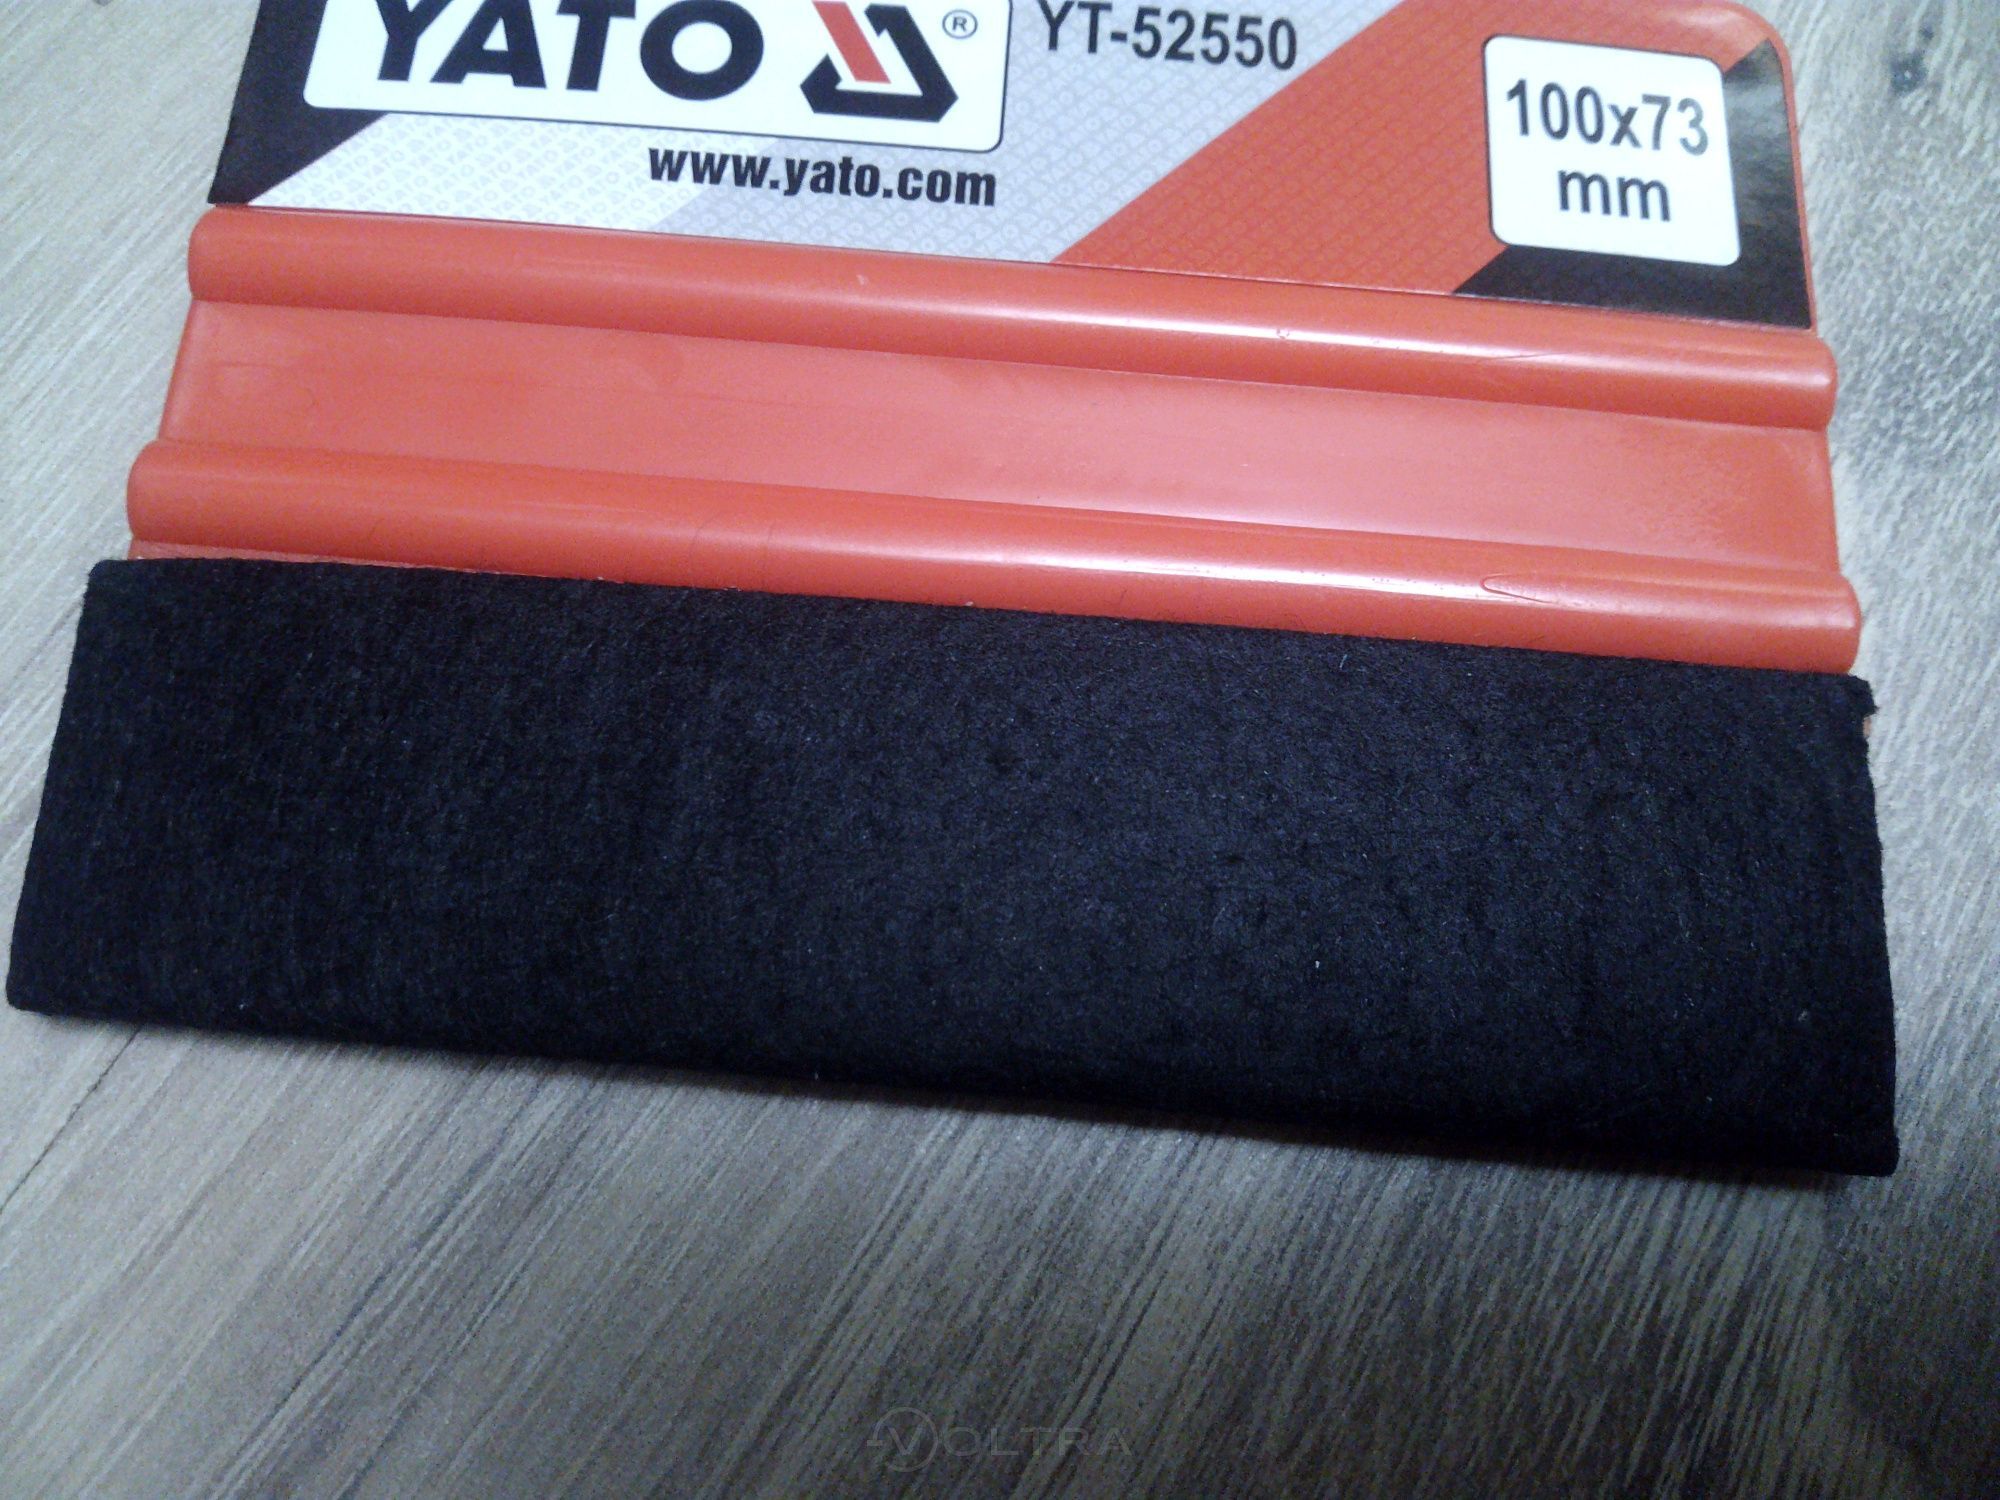 YATO ®
YT-52550
www.yato.com
100x73
mm
VOLTRA